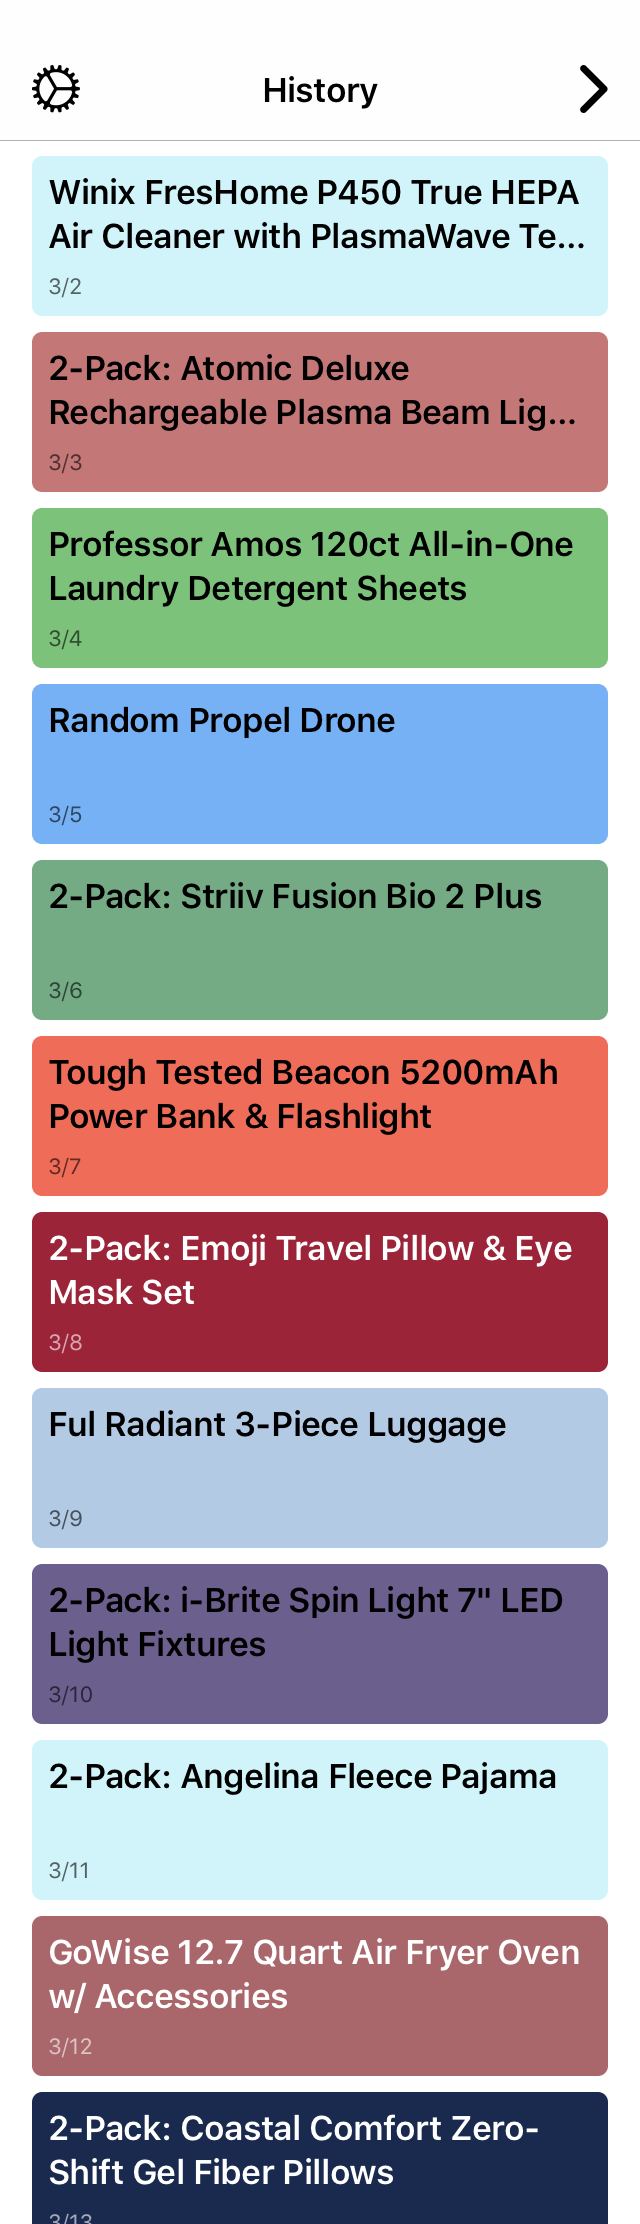 History
Winix FresHome P450 True HEPA
Air Cleaner with PlasmaWave Te...
3/2
2-Pack: Atomic Deluxe
Rechargeable Plasma Beam Lig...
3/3
Professor Amos 120ct All-in-One
Laundry Detergent Sheets
3/4
Random Propel Drone
3/5
2-Pack: Striiv Fusion Bio 2 Plus
3/6
Tough Tested Beacon 5200mAh
Power Bank & Flashlight
3/7
2-Pack: Emoji Travel Pillow & Eye
Mask Set
3/8
Ful Radiant 3-Piece Luggage
3/9
2-Pack: i-Brite Spin Light 7" LED
Light Fixtures
3/10
2-Pack: Angelina Fleece Pajama
3/11
GoWise 12.7 Quart Air Fryer Oven
w/ Accessories
3/12
2-Pack: Coastal Comfort Zero-
Shift Gel Fiber Pillows
3/13